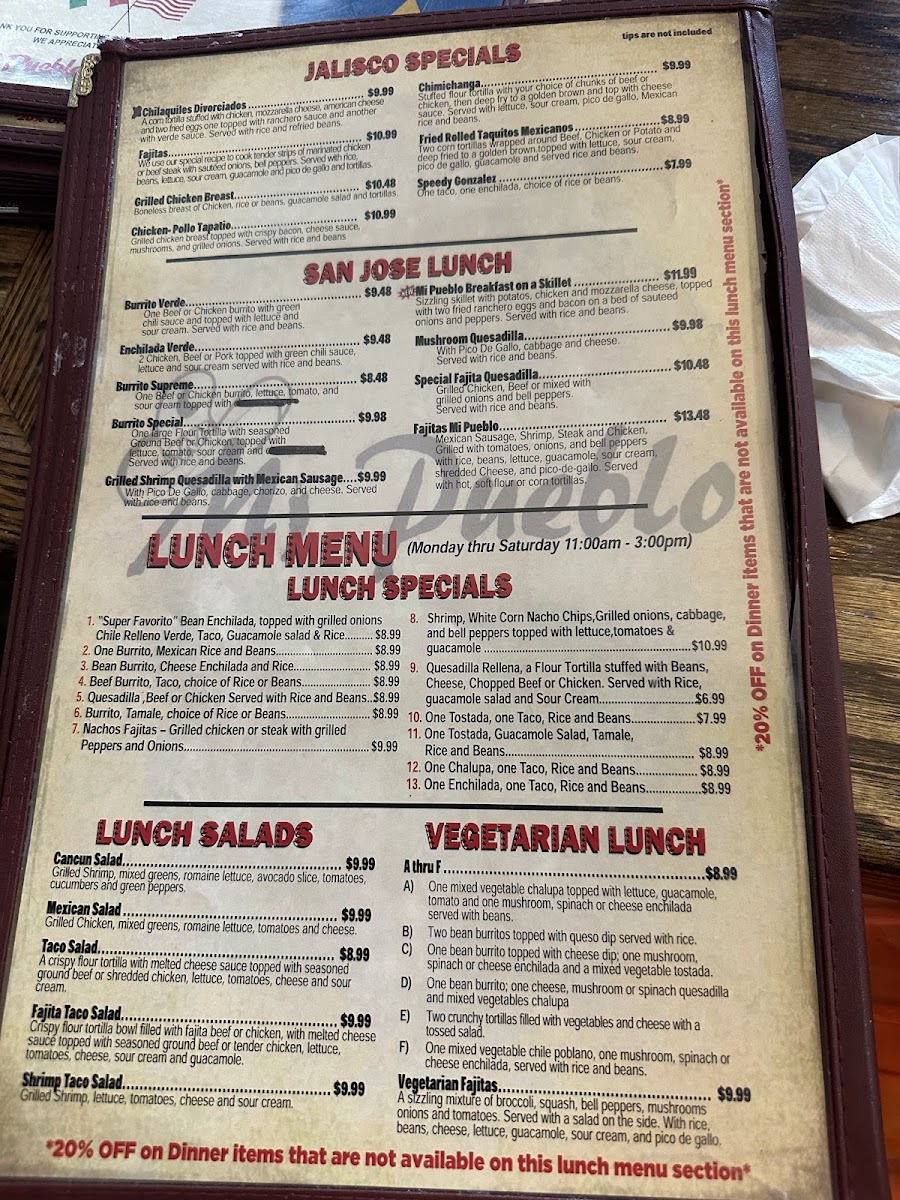 NK YOU FOR SUPPORTING
WE APPRECIAT
Pueblo
tips are not included
JALISCO SPECIALS
Chilaquiles Divorciados $9.99
A corn tortilla stuffed with chicken, mozzarella cheese, american cheese
and two fried eggs one topped with ranchero sauce and another
with verde sauce. Served with rice and refried beans.
Fajitas $10.99
We use our special recipe to cook tender strips of marinated chicken
or beef steak with sautéed onions, bell peppers. Served with rice,
beans, lettuce, sour cream, guacamole and pico de gallo and tortillas.
Grilled Chicken Breast $10.48
Boneless breast of Chicken, rice or beans, guacamole salad and tortillas.
Chicken- Pollo Tapatio $10.99
Grilled chicken breast topped with crispy bacon, cheese sauce,
mushrooms, and grilled onions. Served with rice and beans
Chimichanga $9.99
Stuffed flour tortilla with your choice of chunks of beef or
chicken, then deep fry to a golden brown and top with cheese
sauce. Served with lettuce, sour cream, pico de gallo, Mexican
rice and beans.
Fried Rolled Taquitos Mexicanos $8.99
Two corn tortillas wrapped around Beef, Chicken or Potato and
deep fried to a golden brown,topped with lettuce, sour cream,
pico de gallo, guacamole and served rice and beans.
Speedy Gonzalez $7.99
One taco, one enchilada, choice of rice or beans.
SAN JOSE LUNCH
Burrito Verde $9.48
One Beef or Chicken burrito with green
chili sauce and topped with lettuce and
sour cream. Served with rice and beans.
Enchilada Verde $9.48
2 Chicken, Beef or Pork topped with green chili sauce,
lettuce and sour cream served with rice and beans.
Burrito Supreme $8.48
One Beef or Chicken burrito, lettuce, tomato, and
sour cream topped with
Burrito Special $9.98
One large Flour Tortilla with seasoned
Ground Beef or Chicken, topped with
lettuce, tomato, sour cream and
Served with rice and beans.
Grilled Shrimp Quesadilla with Mexican Sausage....$9.99
With Pico De Gallo, cabbage, chorizo, and cheese. Served
with rice and beans.
Mi Pueblo Breakfast on a Skillet $11.99
Sizzling skillet with potatos, chicken and mozzarella cheese, topped
with two fried ranchero eggs and bacon on a bed of sauteed
onions and peppers. Served with rice and beans.
Mushroom Quesadilla $9.98
With Pico De Gallo, cabbage and cheese.
Served with rice and beans.
Special Fajita Quesadilla $10.48
Grilled Chicken, Beef or mixed with
grilled onions and bell peppers.
Served with rice and beans.
Fajitas Mi Pueblo $13.48
Mexican Sausage, Shrimp, Steak and Chicken,
Grilled with tomatoes, onions, and bell peppers
with rice, beans, lettuce, guacamole, sour cream,
shredded Cheese, and pico-de-gallo. Served
with hot, soft flour or corn tortillas.
Mi Pueblo
LUNCH MENU (Monday thru Saturday 11:00am - 3:00pm)
LUNCH SPECIALS
1. "Super Favorito" Bean Enchilada, topped with grilled onions
Chile Relleno Verde, Taco, Guacamole salad & Rice......... $8.99
2. One Burrito, Mexican Rice and Beans $8.99
3. Bean Burrito, Cheese Enchilada and Rice $8.99
4. Beef Burrito, Taco, choice of Rice or Beans $8.99
5. Quesadilla ,Beef or Chicken Served with Rice and Beans..$8.99
6. Burrito, Tamale, choice of Rice or Beans $8.99
7. Nachos Fajitas – Grilled chicken or steak with grilled
Peppers and Onions $9.99
8. Shrimp, White Corn Nacho Chips,Grilled onions, cabbage,
and bell peppers topped with lettuce,tomatoes &
guacamole $10.99
9. Quesadilla Rellena, a Flour Tortilla stuffed with Beans,
Cheese, Chopped Beef or Chicken. Served with Rice,
guacamole salad and Sour Cream $6.99
10. One Tostada, one Taco, Rice and Beans $7.99
11. One Tostada, Guacamole Salad, Tamale,
Rice and Beans $8.99
12. One Chalupa, one Taco, Rice and Beans $8.99
13. One Enchilada, one Taco, Rice and Beans $8.99
LUNCH SALADS
Cancun Salad $9.99
Grilled Shrimp, mixed greens, romaine lettuce, avocado slice, tomatoes,
cucumbers and green peppers.
Mexican Salad $9.99
Grilled Chicken, mixed greens, romaine lettuce, tomatoes and cheese.
Taco Salad $8.99
A crispy flour tortilla with melted cheese sauce topped with seasoned
ground beef or shredded chicken, lettuce, tomatoes, cheese and sour
cream.
Fajita Taco Salad $9.99
Crispy flour tortilla bowl filled with fajita beef or chicken, with melted cheese
sauce topped with seasoned ground beef or tender chicken, lettuce,
tomatoes, cheese, sour cream and guacamole.
Shrimp Taco Salad $9.99
Grilled Shrimp, lettuce, tomatoes, cheese and sour cream.
VEGETARIAN LUNCH
A thru F $8.99
A) One mixed vegetable chalupa topped with lettuce, guacamole,
tomato and one mushroom, spinach or cheese enchilada
served with beans.
B) Two bean burritos topped with queso dip served with rice.
C) One bean burrito topped with cheese dip; one mushroom,
spinach or cheese enchilada and a mixed vegetable tostada.
D) One bean burrito; one cheese, mushroom or spinach quesadilla
and mixed vegetables chalupa
E) Two crunchy tortillas filled with vegetables and cheese with a
tossed salad.
F) One mixed vegetable chile poblano, one mushroom, spinach or
cheese enchilada, served with rice and beans.
Vegetarian Fajitas $9.99
A sizzling mixture of broccoli, squash, bell peppers, mushrooms
onions and tomatoes. Served with a salad on the side. With rice,
beans, cheese, lettuce, guacamole, sour cream, and pico de gallo.
*20% OFF on Dinner items that are not available on this lunch menu section*
*20% OFF on Dinner items that are not available on this lunch menu section*